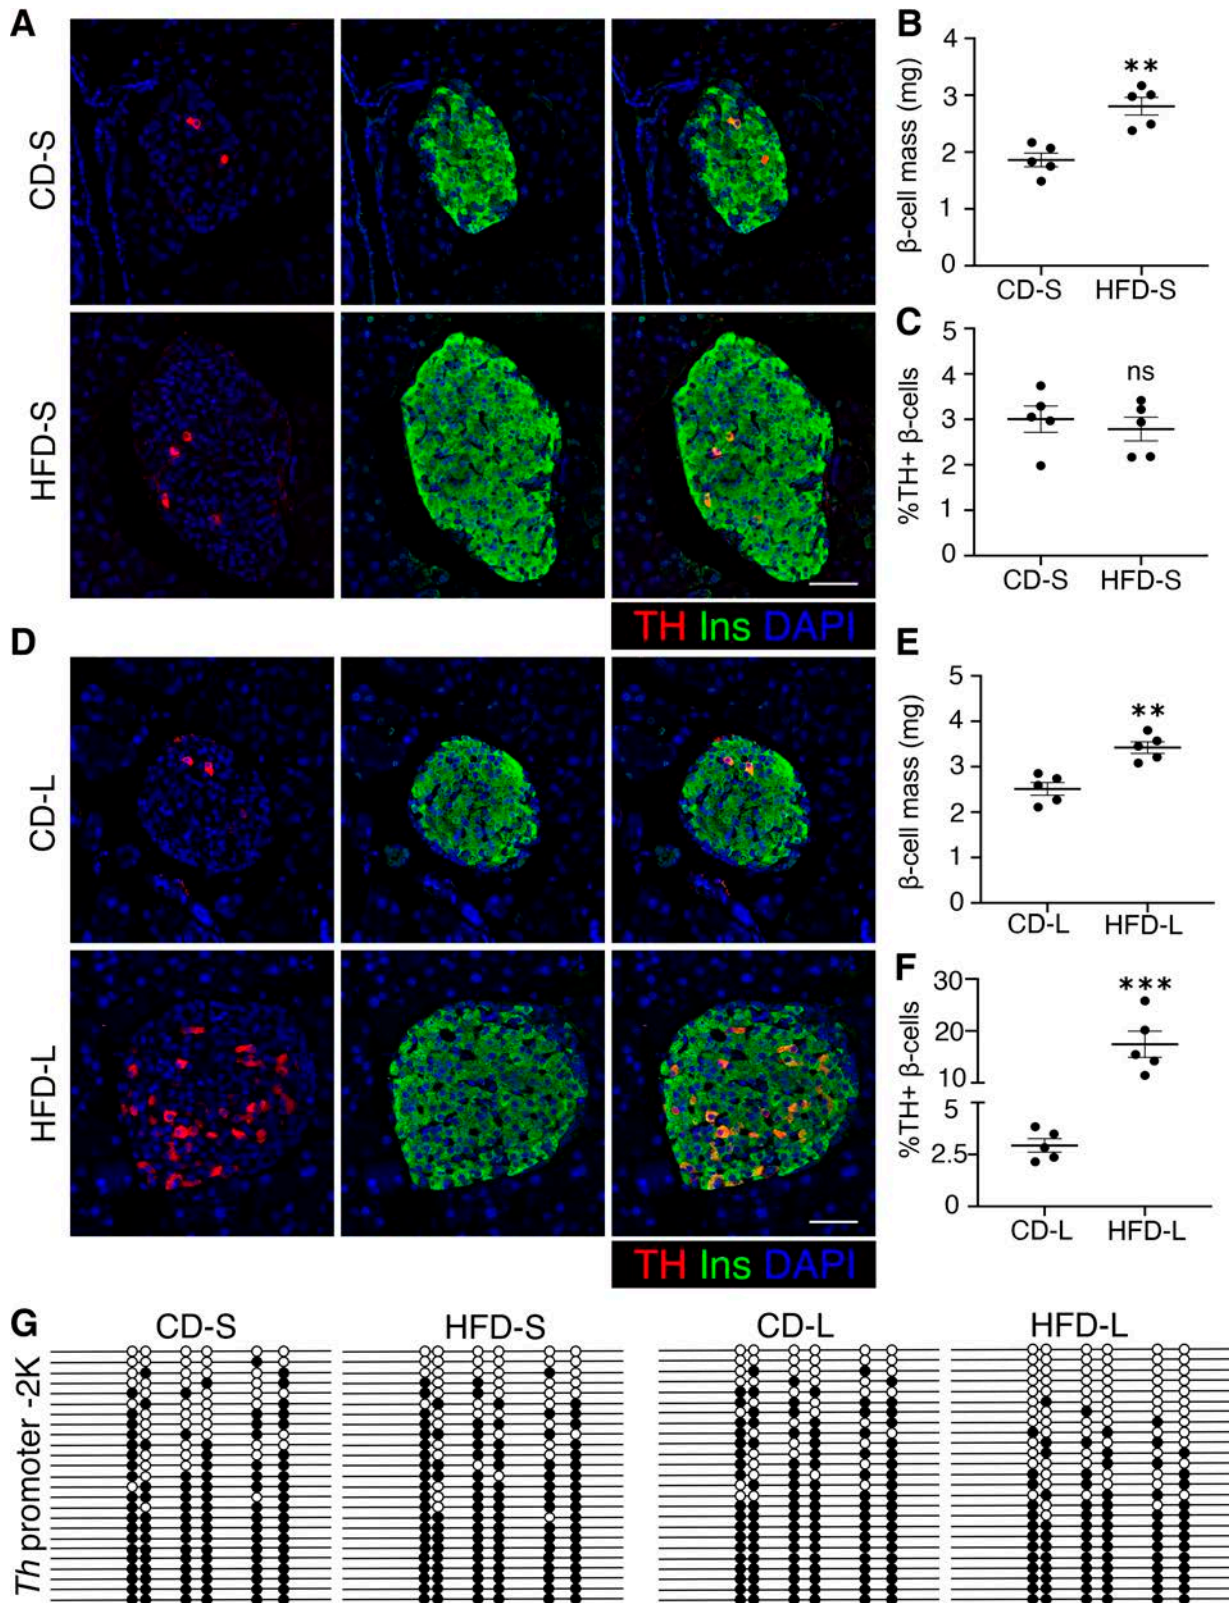 A
CD-S
HFD-S
TH Ins DAPI
B
β-cell mass (mg)
4
3
2
1
0
**
CD-S HFD-S
C
%TH+ β-cells
5
4
3
2
1
0
ns
CD-S HFD-S
D
CD-L
HFD-L
TH Ins DAPI
E
β-cell mass (mg)
5
4
3
2
1
0
**
CD-L HFD-L
F
%TH+ β-cells
30
20
10
5
2.5
0
***
CD-L HFD-L
G
CD-S HFD-S CD-L HFD-L
Th promoter -2K